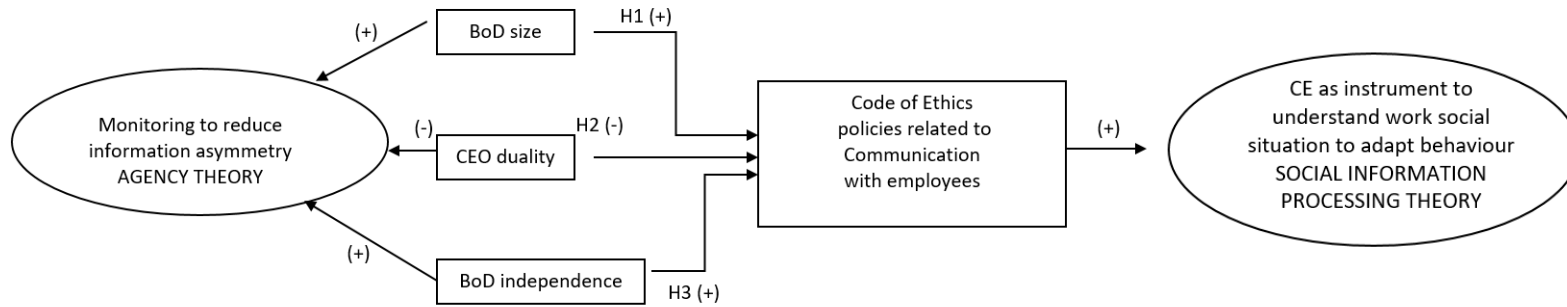 (+)
BoD size
H1 (+)
Monitoring to reduce
information asymmetry
AGENCY THEORY
(-)
CEO duality
H2 (-)
(+)
BoD independence
H3 (+)
Code of Ethics
policies related to
Communication
with employees
(+)
CE as instrument to
understand work social
situation to adapt behaviour
SOCIAL INFORMATION
PROCESSING THEORY